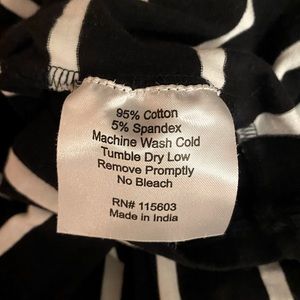 95% Cotton
5% Spandex
Machine Wash Cold
Tumble Dry Low
Remove Promptly
No Bleach
RN# 115603
Made in India